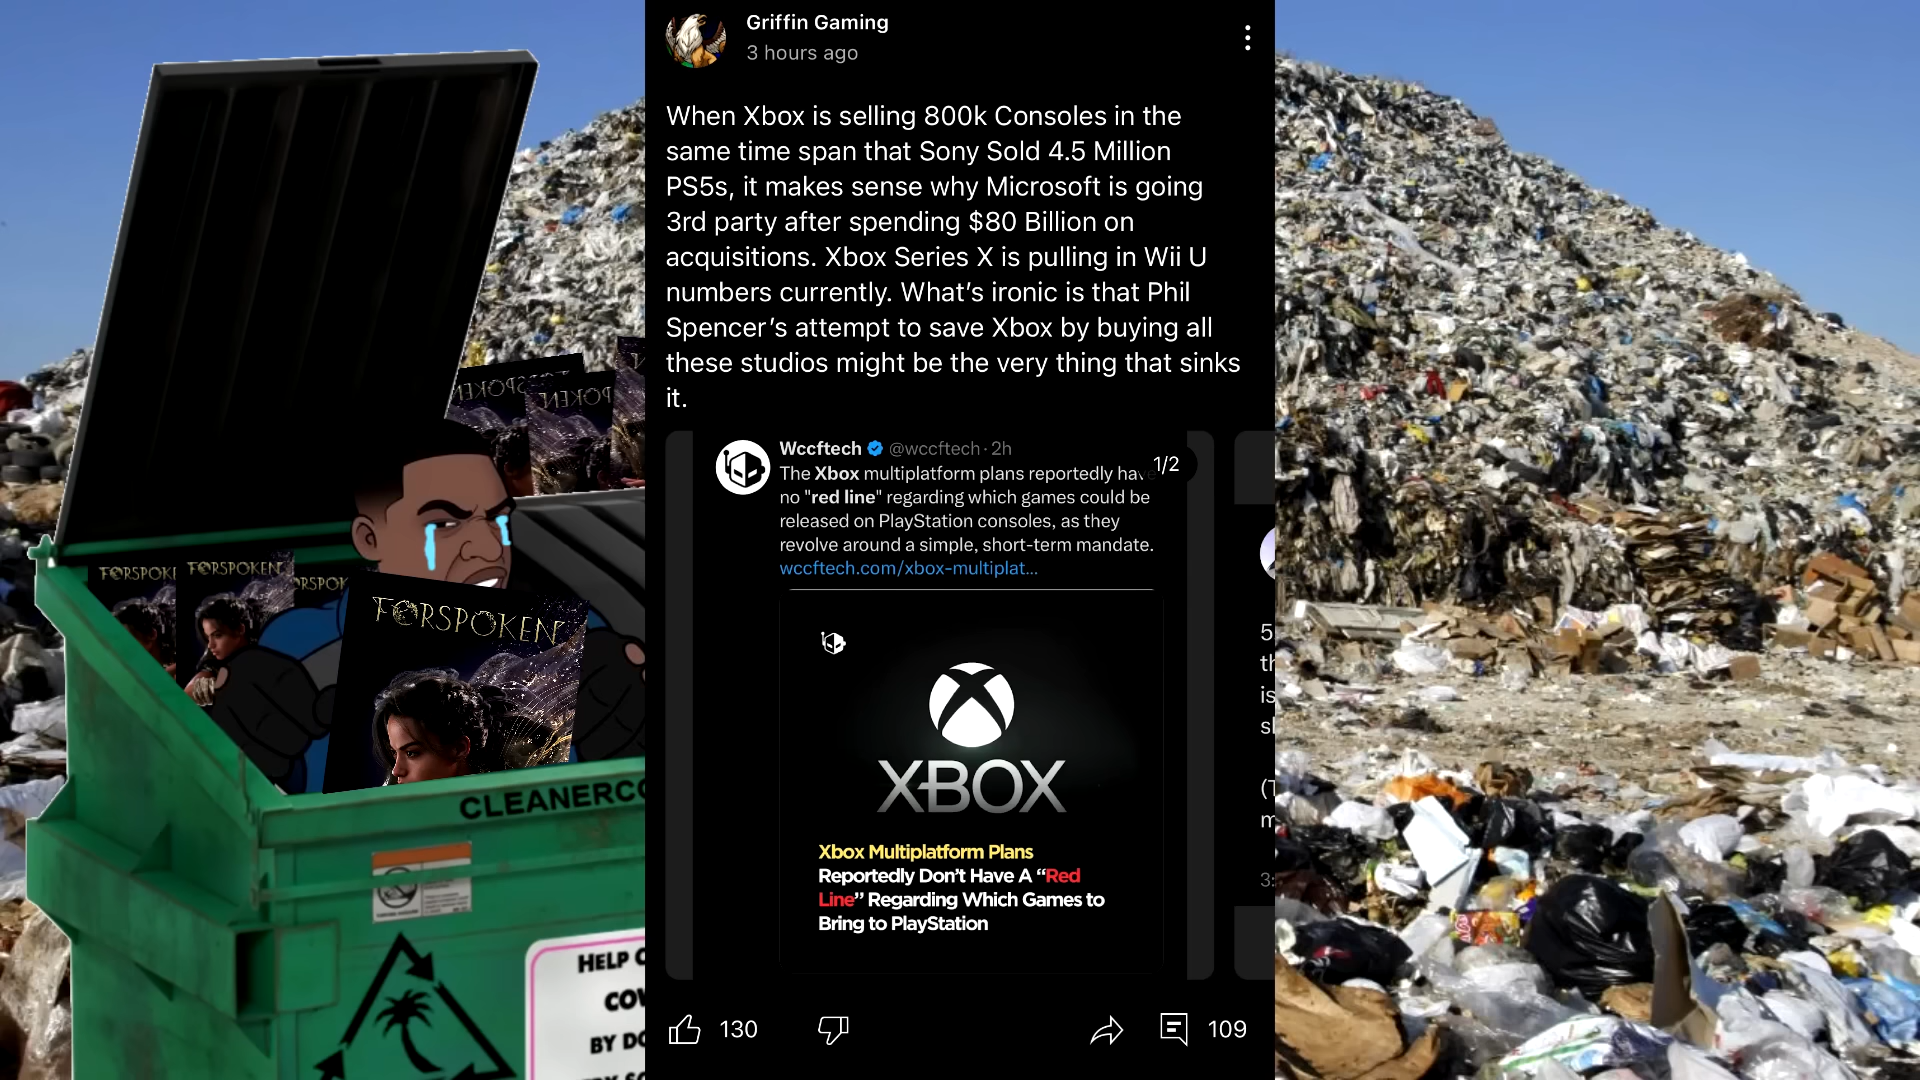 Griffin Gaming
3 hours ago
When Xbox is selling 800k Consoles in the
same time span that Sony Sold 4.5 Million
PS5s, it makes sense why Microsoft is going
3rd party after spending $80 Billion on
acquisitions. Xbox Series X is pulling in Wii U
numbers currently. What's ironic is that Phil
Spencer's attempt to save Xbox by buying all
these studios might be the very thing that sinks
it.
Wccftech @wccftech · 2h
1/2
The Xbox multiplatform plans reportedly have
no "red line" regarding which games could be
released on PlayStation consoles, as they
revolve around a simple, short-term mandate.
wccftech.com/xbox-multiplat...
XBOX
Xbox Multiplatform Plans
Reportedly Don't Have A “Red
Line” Regarding Which Games to
Bring to PlayStation
130
109
FORSPOKEN
FORSPOKEN
FORSPOKEN
CLEANERCO
HELP
BY